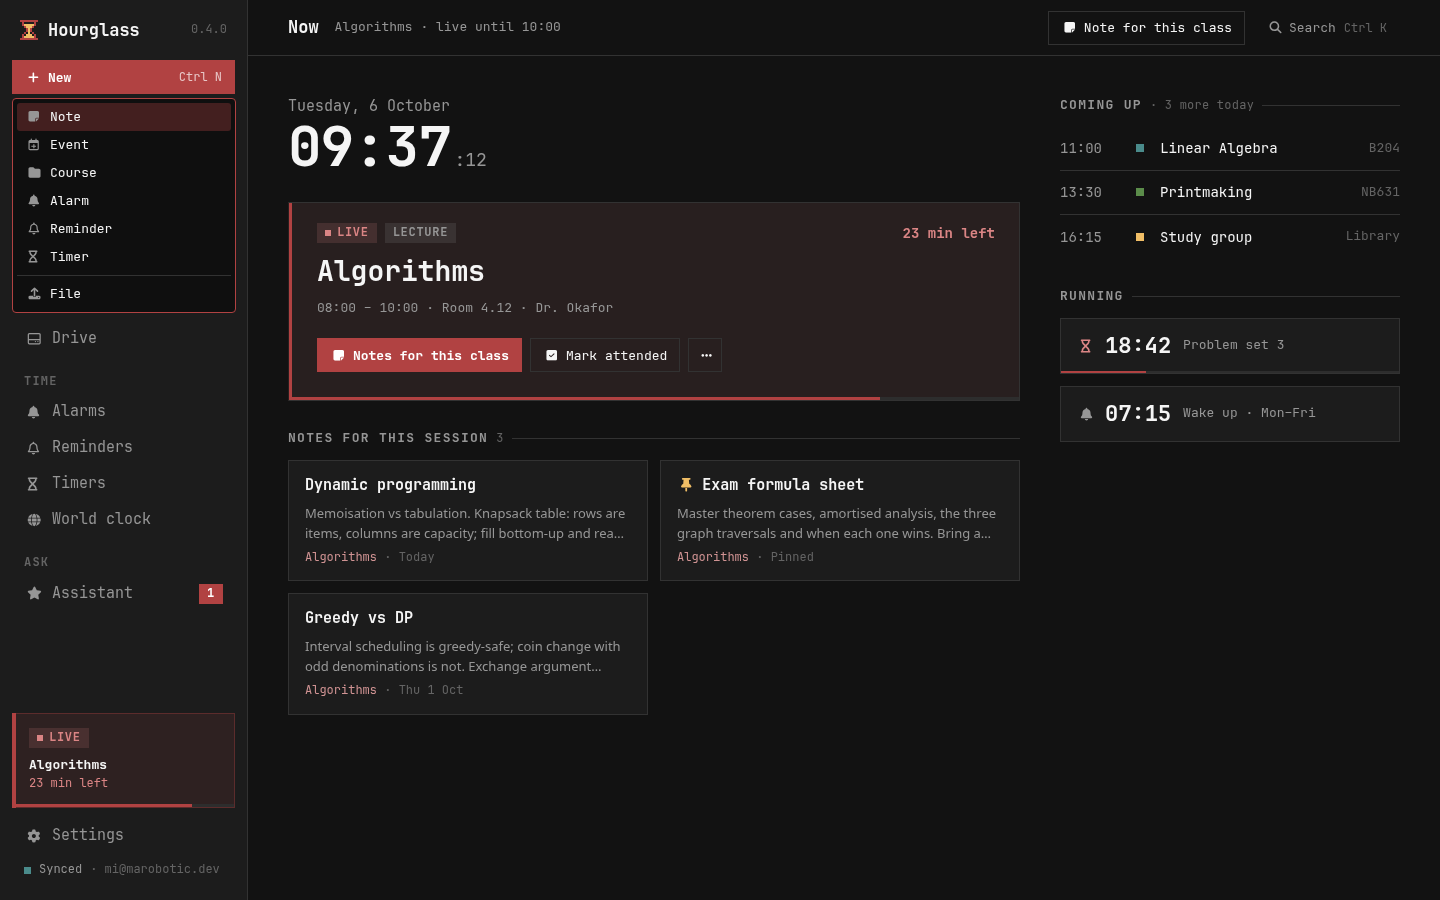 Hourglass 0.4.0
New Ctrl N
Note
Event
Course
Alarm
Reminder
Timer
File
Drive
TIME
Alarms
Reminders
Timers
World clock
ASK
Assistant 1
LIVE
Algorithms
23 min left
Settings
Synced · mi@marobotic.dev
Now Algorithms · live until 10:00
Note for this class
Search Ctrl K
Tuesday, 6 October
09:37 :12
LIVE LECTURE 23 min left
Algorithms
08:00 – 10:00 · Room 4.12 · Dr. Okafor
Notes for this class Mark attended
NOTES FOR THIS SESSION 3
Dynamic programming
Memoisation vs tabulation. Knapsack table: rows are
items, columns are capacity; fill bottom-up and rea...
Algorithms · Today
Exam formula sheet
Master theorem cases, amortised analysis, the three
graph traversals and when each one wins. Bring a...
Algorithms · Pinned
Greedy vs DP
Interval scheduling is greedy-safe; coin change with
odd denominations is not. Exchange argument...
Algorithms · Thu 1 Oct
COMING UP · 3 more today
11:00 Linear Algebra B204
13:30 Printmaking NB631
16:15 Study group Library
RUNNING
18:42 Problem set 3
07:15 Wake up · Mon–Fri